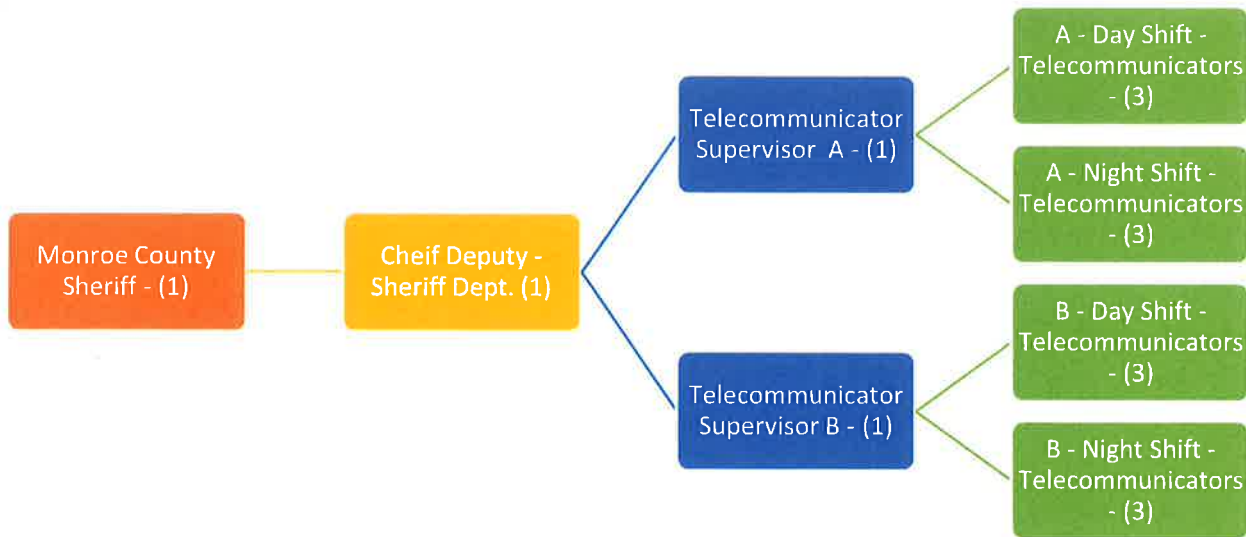 Monroe County
Sheriff - (1)
Cheif Deputy -
Sheriff Dept. (1)
Telecommunicator
Supervisor A - (1)
Telecommunicator
Supervisor B - (1)
A - Day Shift -
Telecommunicators
- (3)
A - Night Shift -
Telecommunicators
- (3)
B - Day Shift -
Telecommunicators
- (3)
B - Night Shift -
Telecommunicators
- (3)